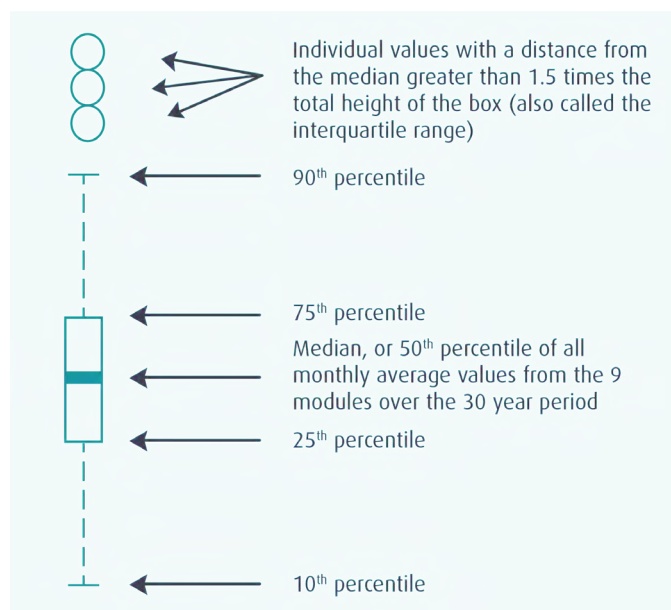 Individual values with a distance from
the median greater than 1.5 times the
total height of the box (also called the
interquartile range)
90th percentile
75th percentile
Median, or 50th percentile of all
monthly average values from the 9
modules over the 30 year period
25th percentile
10th percentile